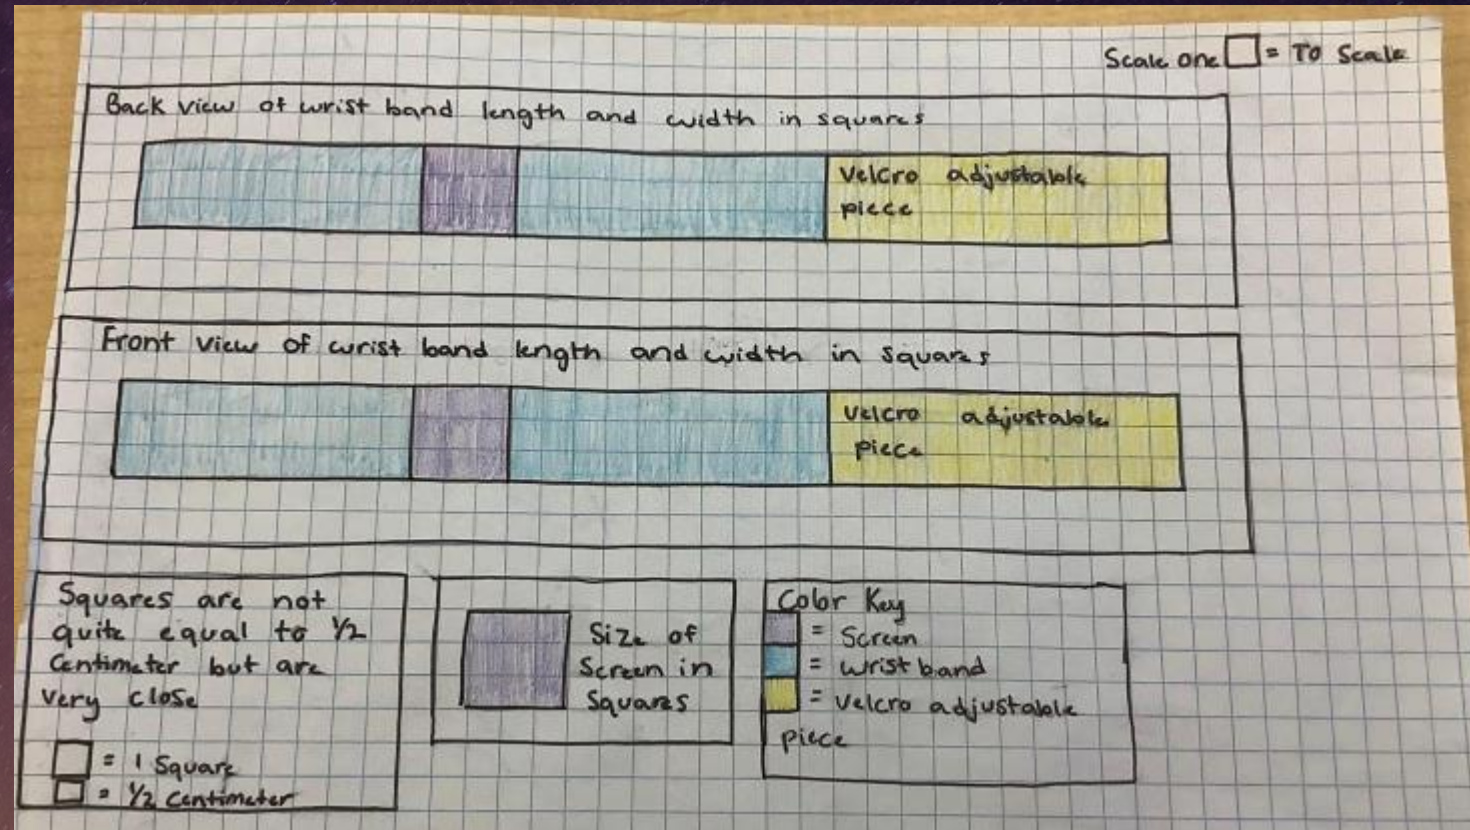 Scale one = To Scale
Back view of wrist band length and width in squares
Velcro adjustable
piece
Front view of wrist band length and width in squares
Velcro adjustable
piece
Squares are not
quite equal to 1/2
Centimeter but are
very close
= 1 Square
= 1/2 Centimeter
Size of
Screen in
Squares
Color Key
= Screen
= Wrist band
= Velcro adjustable
piece